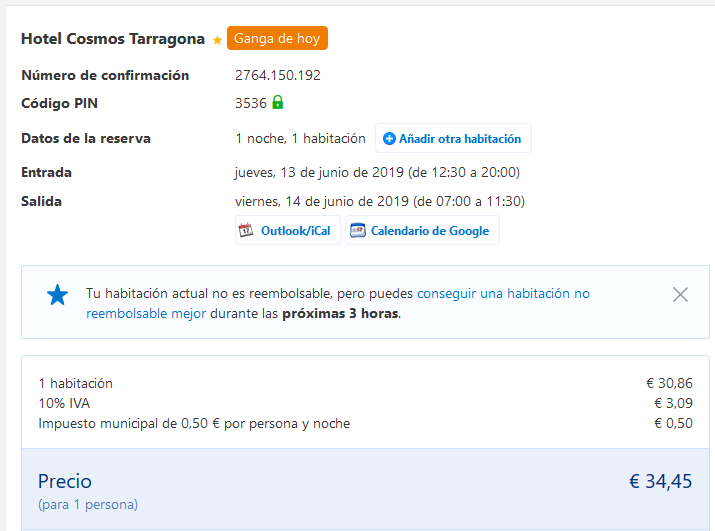 Hotel Cosmos Tarragona Ganga de hoy
Número de confirmación 2764.150.192
Código PIN 3536
Datos de la reserva 1 noche, 1 habitación Añadir otra habitación
Entrada jueves, 13 de junio de 2019 (de 12:30 a 20:00)
Salida viernes, 14 de junio de 2019 (de 07:00 a 11:30)
Outlook/iCal Calendario de Google
Tu habitación actual no es reembolsable, pero puedes conseguir una habitación no
reembolsable mejor durante las próximas 3 horas.
1 habitación € 30,86
10% IVA € 3,09
Impuesto municipal de 0,50 € por persona y noche € 0,50
Precio € 34,45
(para 1 persona)